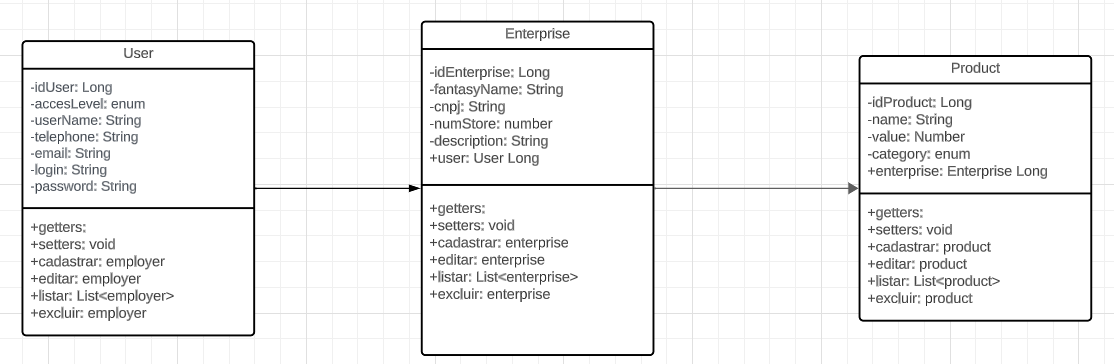 User
-idUser: Long
-accesLevel: enum
-userName: String
-telephone: String
-email: String
-login: String
-password: String
+getters:
+setters: void
+cadastrar: employer
+editar: employer
+listar: List<employer>
+excluir: employer
Enterprise
-idEnterprise: Long
-fantasyName: String
-cnpj: String
-numStore: number
-description: String
+user: User Long
+getters:
+setters: void
+cadastrar: enterprise
+editar: enterprise
+listar: List<enterprise>
+excluir: enterprise
Product
-idProduct: Long
-name: String
-value: Number
-category: enum
+enterprise: Enterprise Long
+getters:
+setters: void
+cadastrar: product
+editar: product
+listar: List<product>
+excluir: product